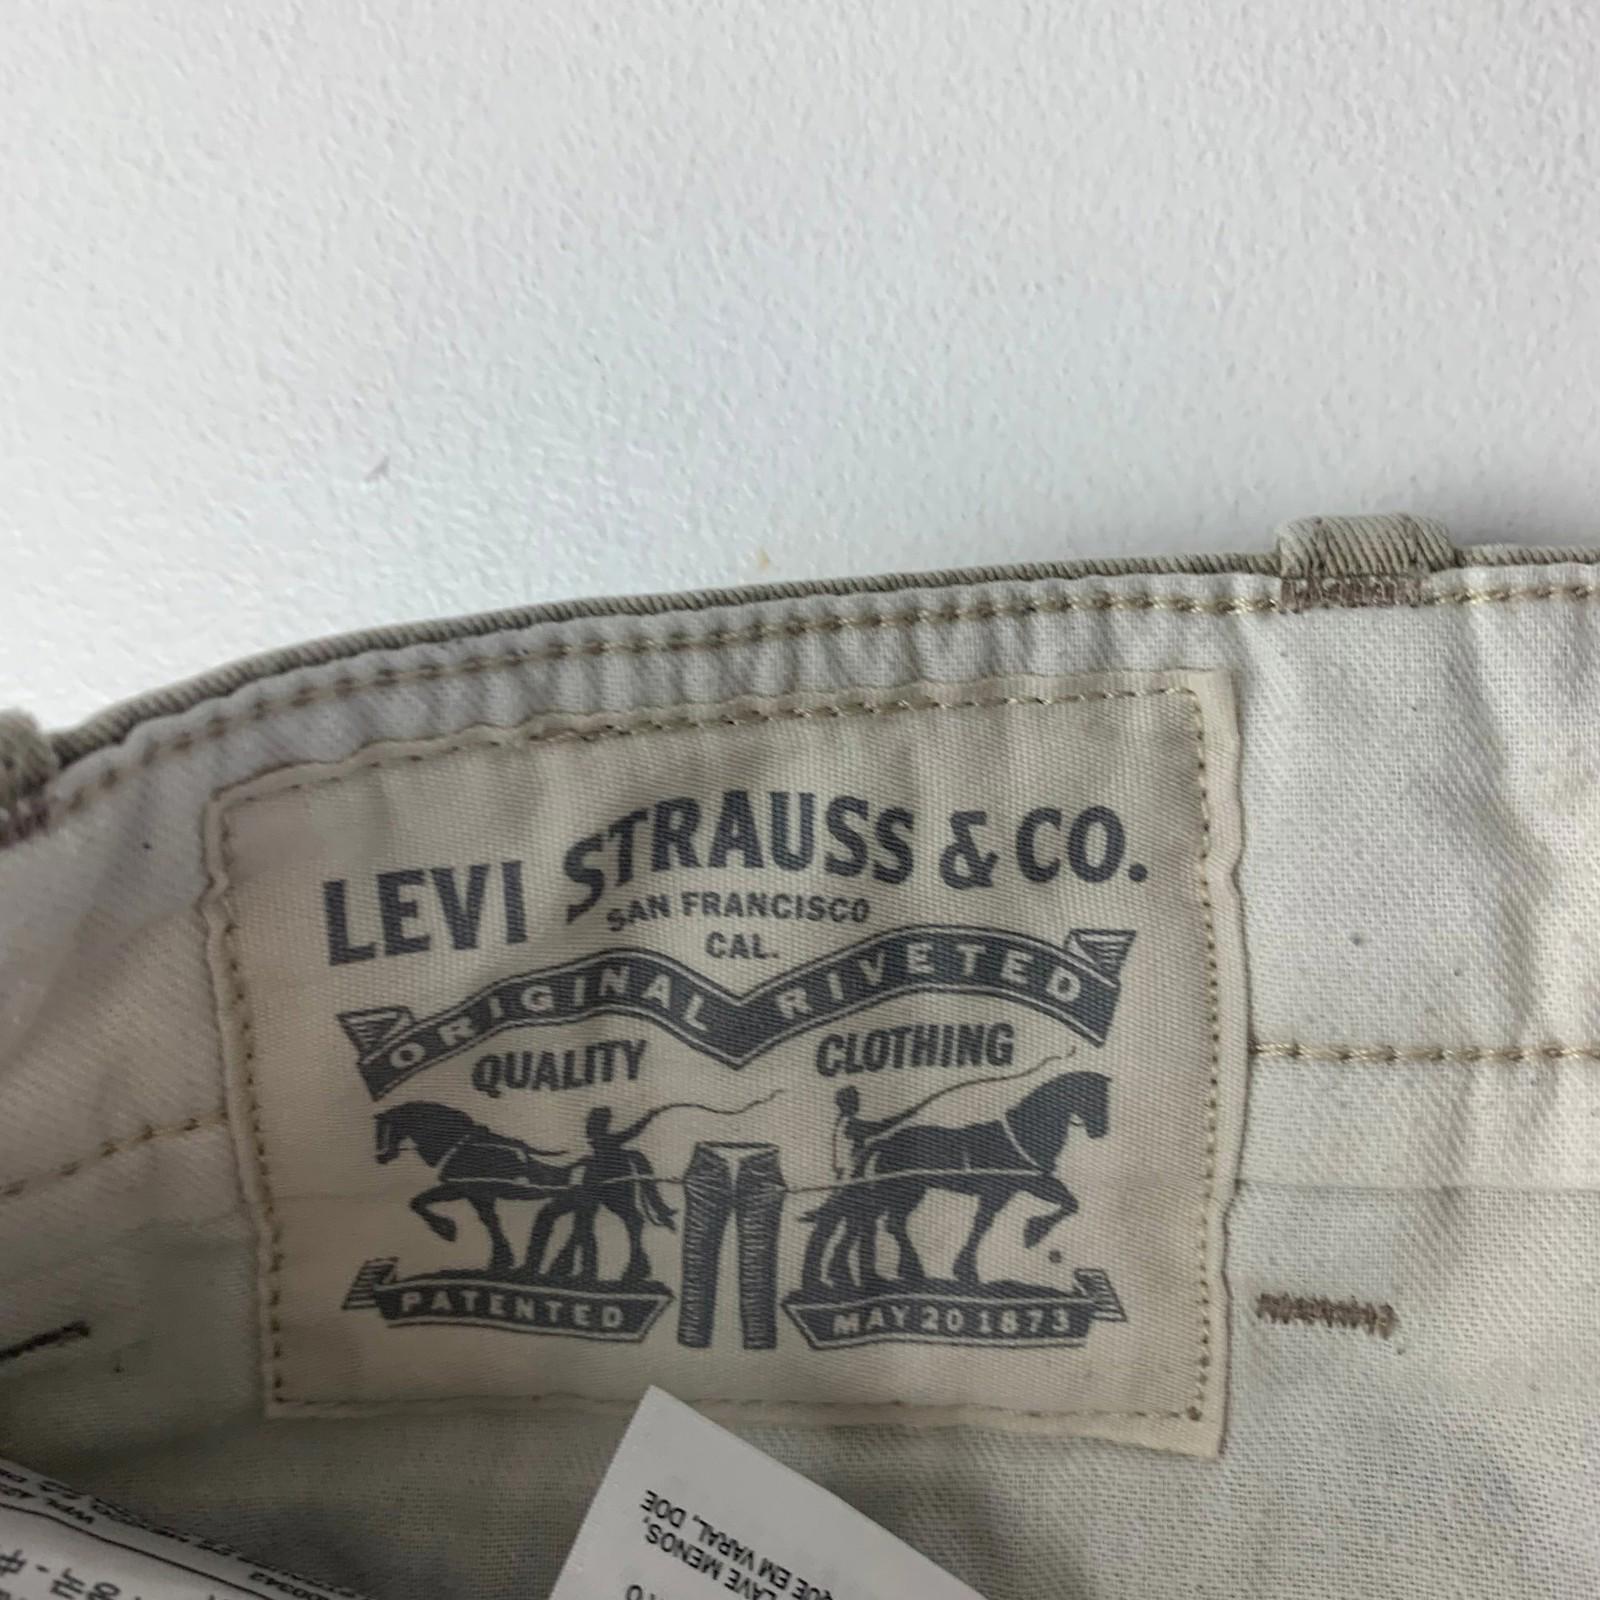 LEVI STRAUSS & CO.
SAN FRANCISCO
CAL.
ORIGINAL RIVETED
QUALITY CLOTHING
PATENTED MAY 20 1873
LAVE MENOS,
QUE EM VARAL, DOE